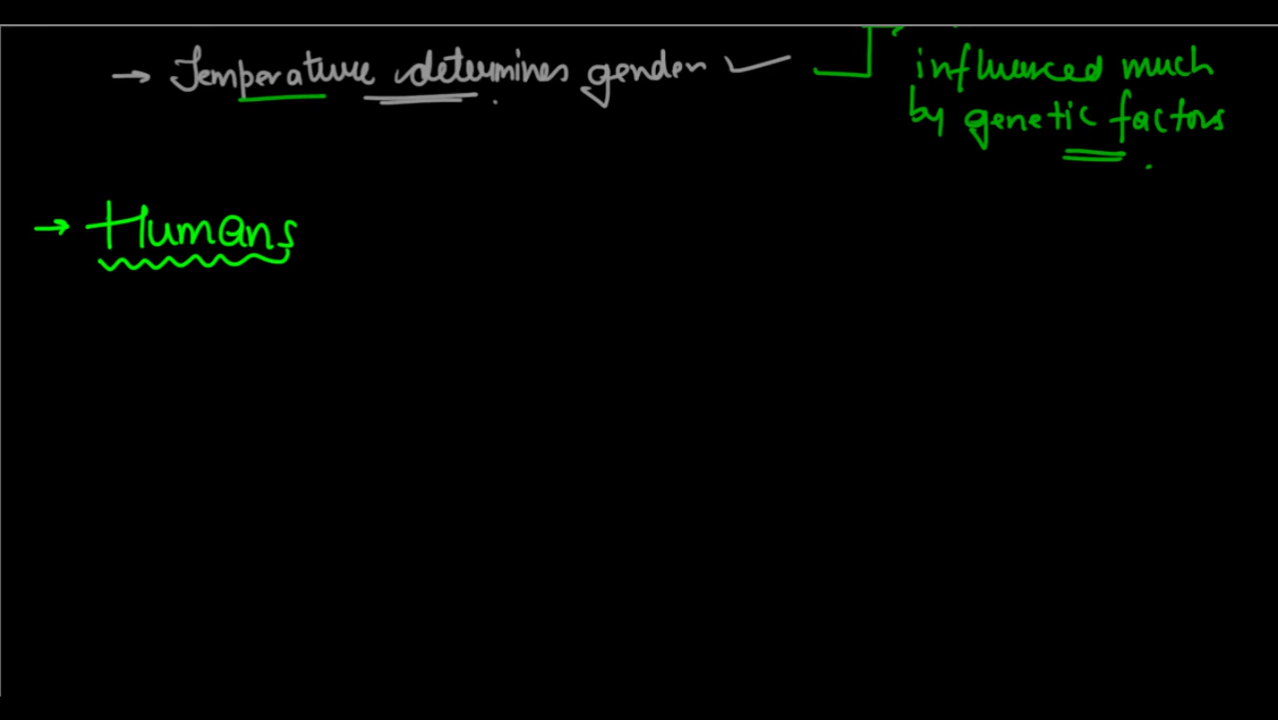 → Temperature determines gender ✓
influenced much
by genetic factors
→ Humans